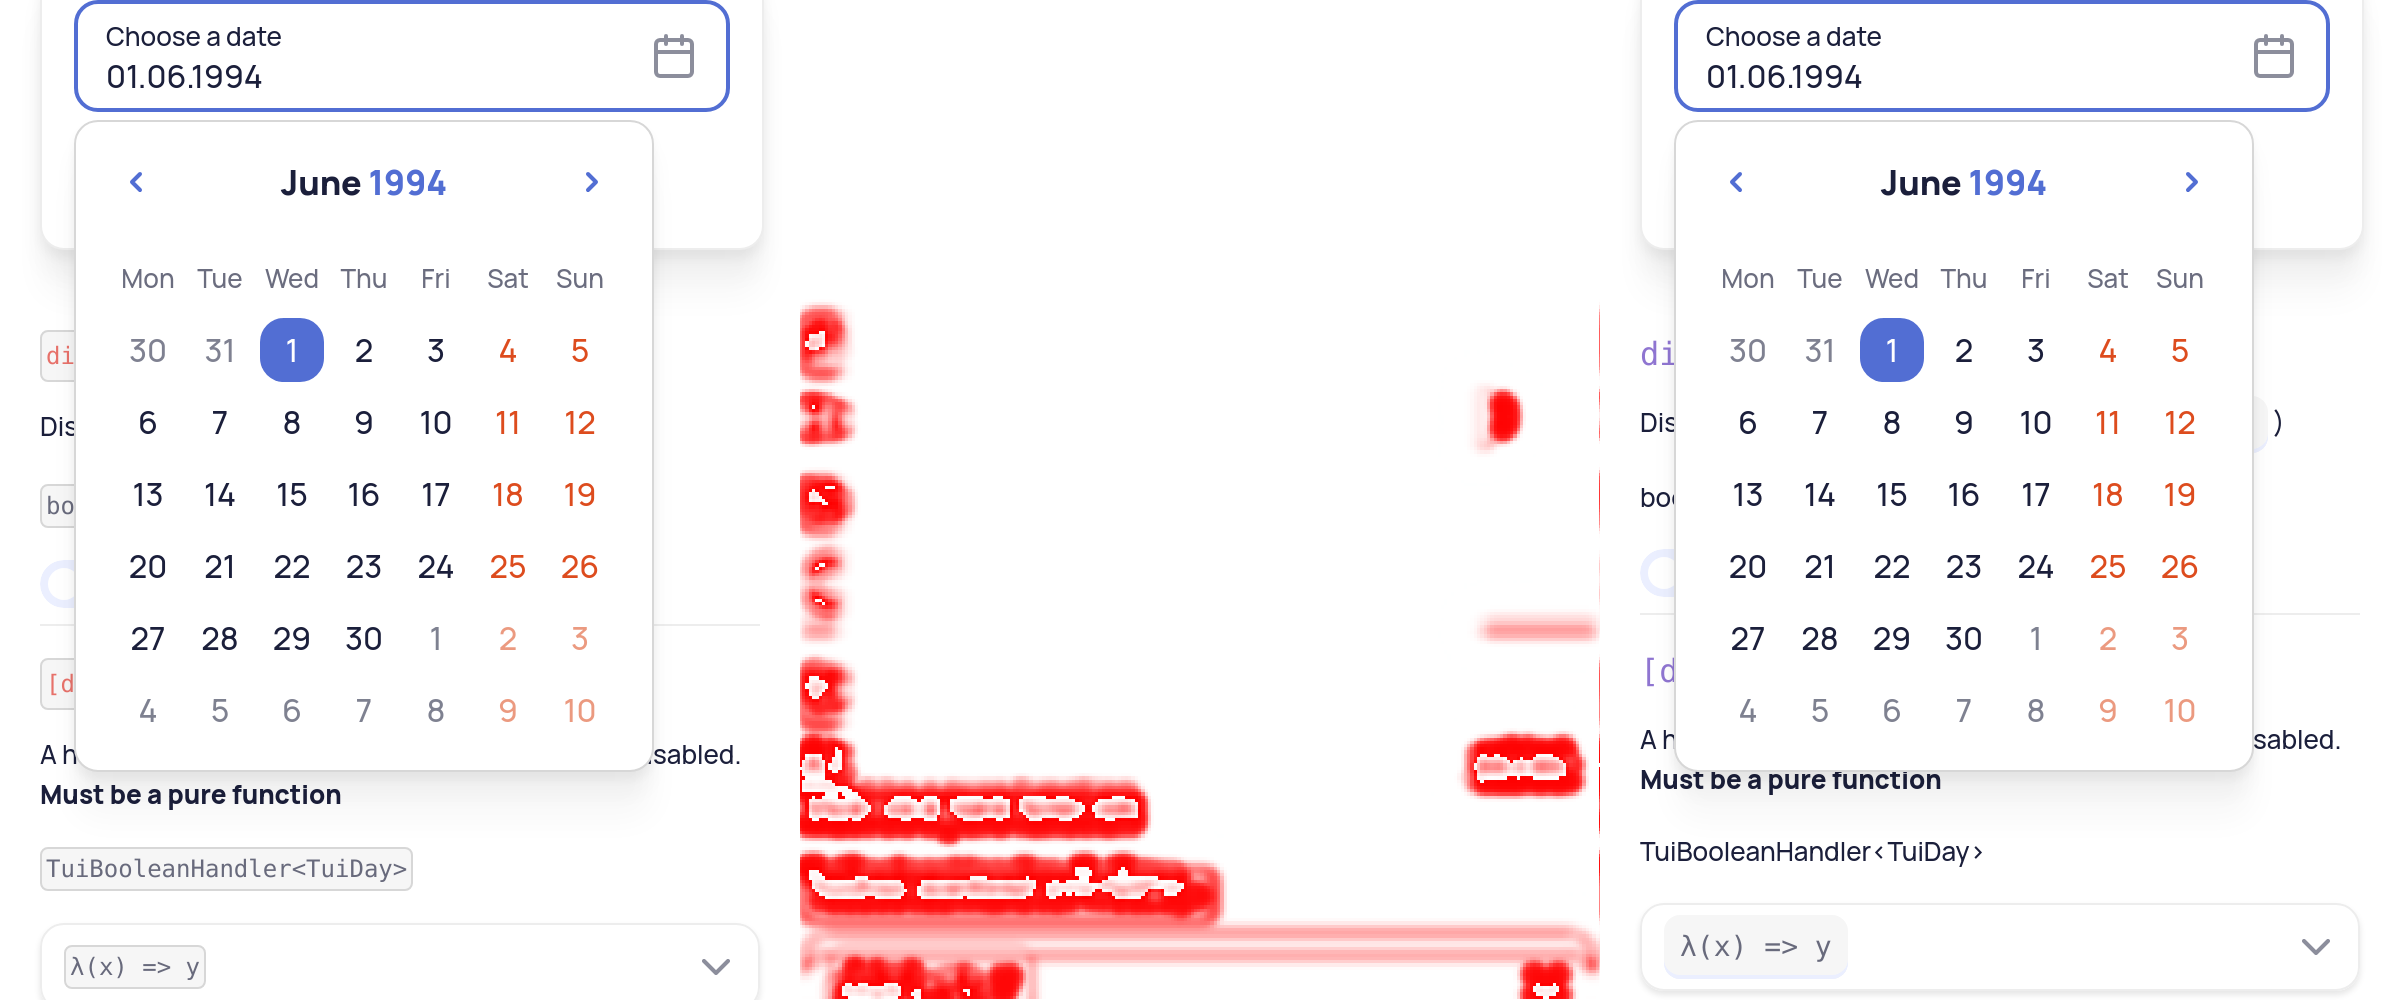 Choose a date
01.06.1994
June 1994
Mon Tue Wed Thu Fri Sat Sun
30 31 1 2 3 4 5
6 7 8 9 10 11 12
13 14 15 16 17 18 19
20 21 22 23 24 25 26
27 28 29 30 1 2 3
4 5 6 7 8 9 10
di
Dis
bo
[d
A h sabled.
Must be a pure function
TuiBooleanHandler<TuiDay>
λ(x) => y
Choose a date
01.06.1994
June 1994
Mon Tue Wed Thu Fri Sat Sun
30 31 1 2 3 4 5
6 7 8 9 10 11 12
13 14 15 16 17 18 19
20 21 22 23 24 25 26
27 28 29 30 1 2 3
4 5 6 7 8 9 10
di
Dis )
boo
[d
A h sabled.
Must be a pure function
TuiBooleanHandler<TuiDay>
λ(x) => y